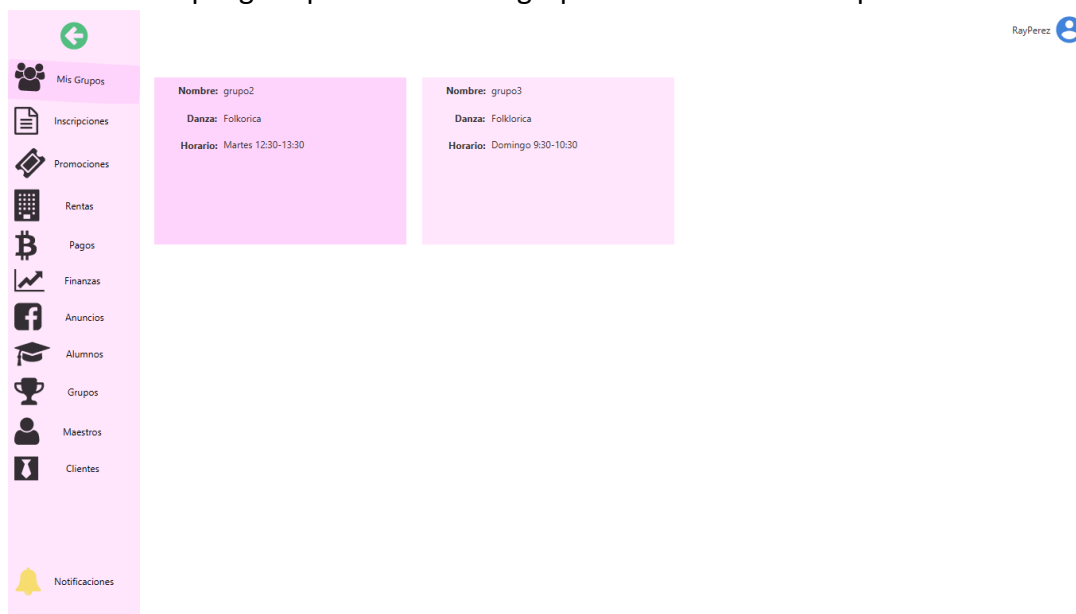 RayPerez
Mis Grupos
Inscripciones
Promociones
Rentas
Pagos
Finanzas
Anuncios
Alumnos
Grupos
Maestros
Clientes
Notificaciones
Nombre: grupo2
Danza: Folkorica
Horario: Martes 12:30-13:30
Nombre: grupo3
Danza: Folklorica
Horario: Domingo 9:30-10:30